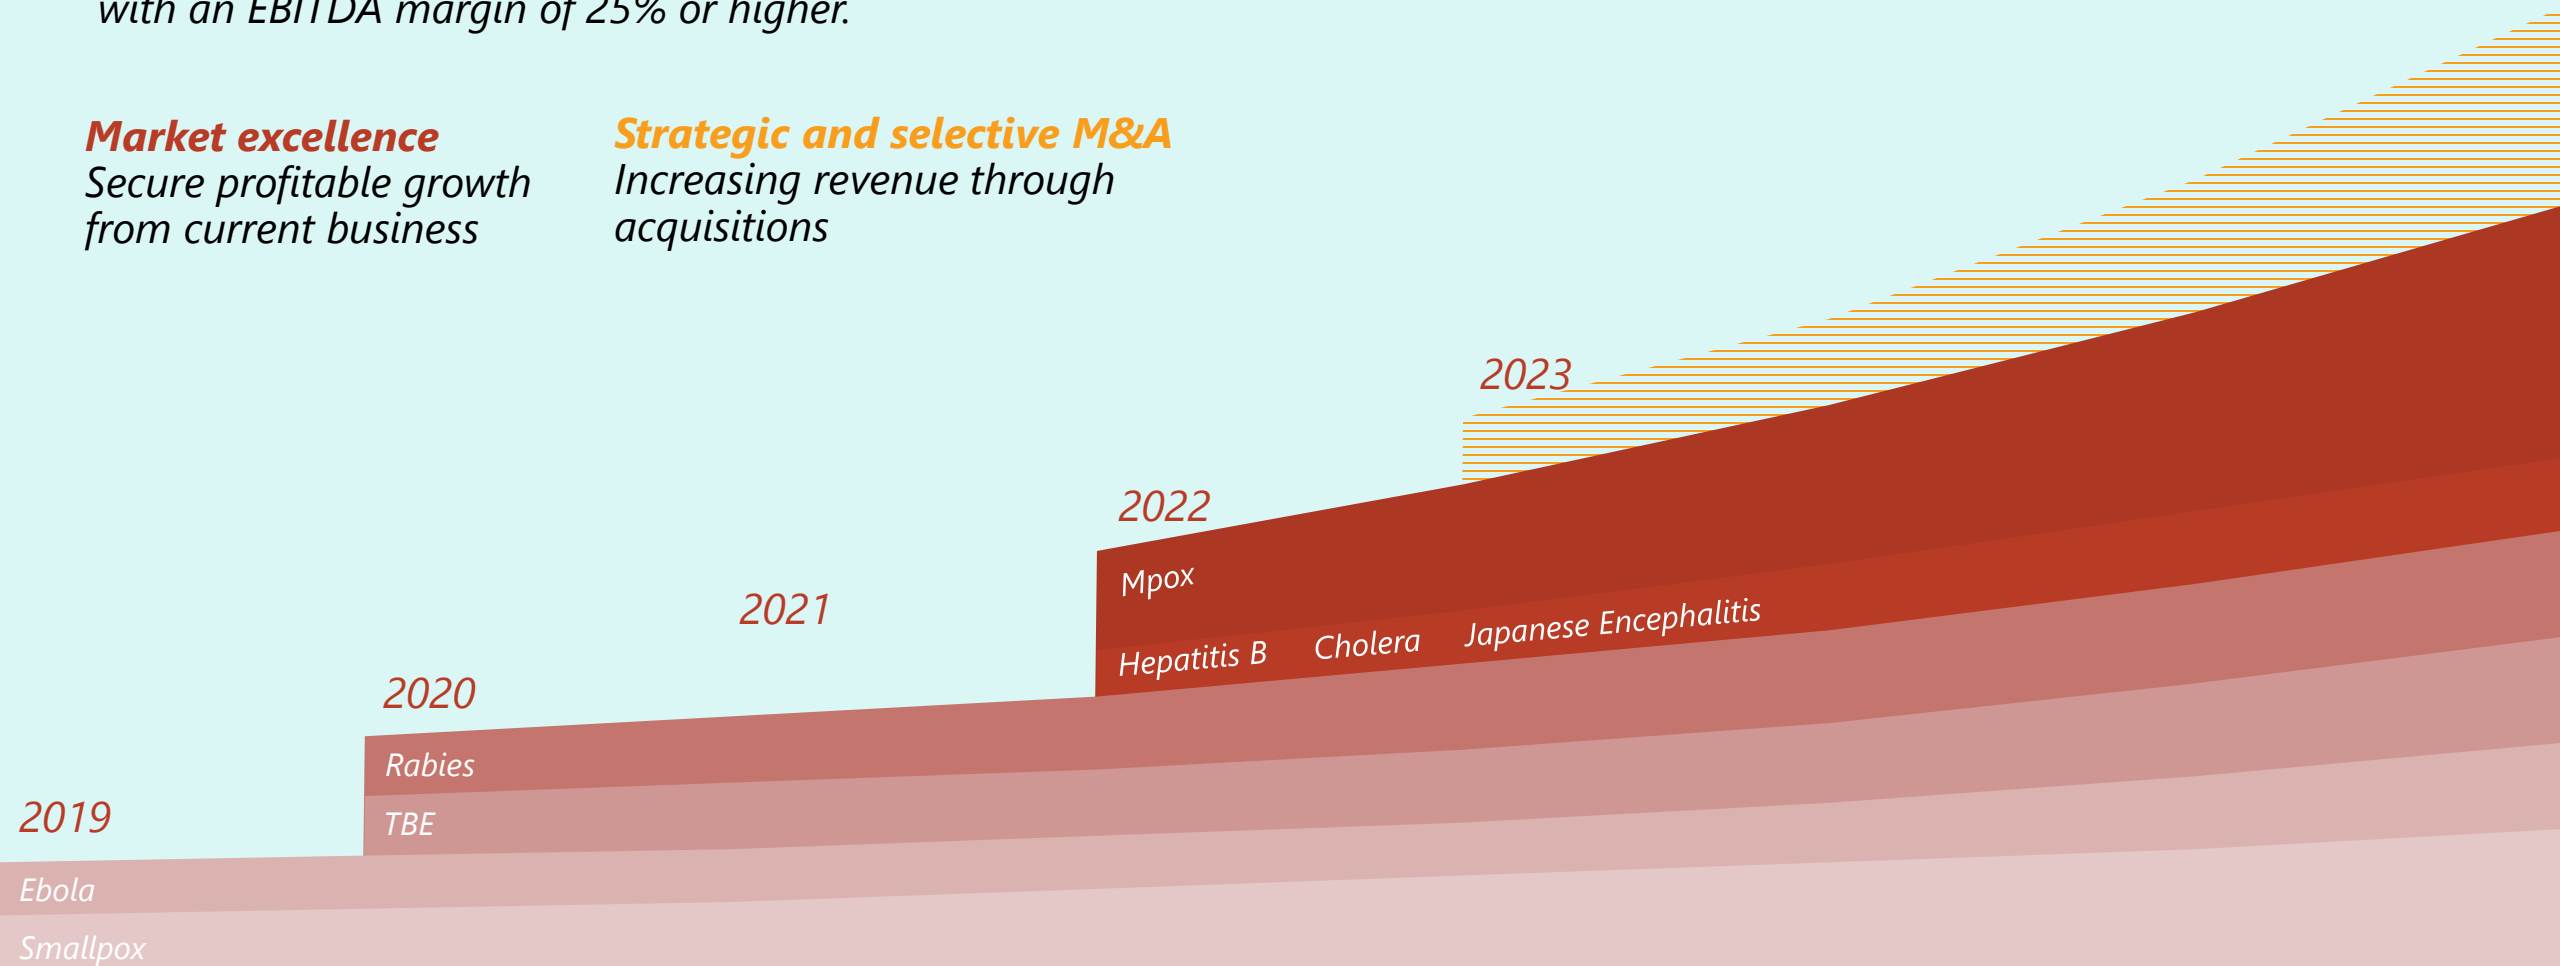 with an EBITDA margin of 25% or higher.
Market excellence
Secure profitable growth
from current business
Strategic and selective M&A
Increasing revenue through
acquisitions
2023
2022
Mpox
2021
Hepatitis B Cholera Japanese Encephalitis
2020
Rabies
TBE
2019
Ebola
Smallpox